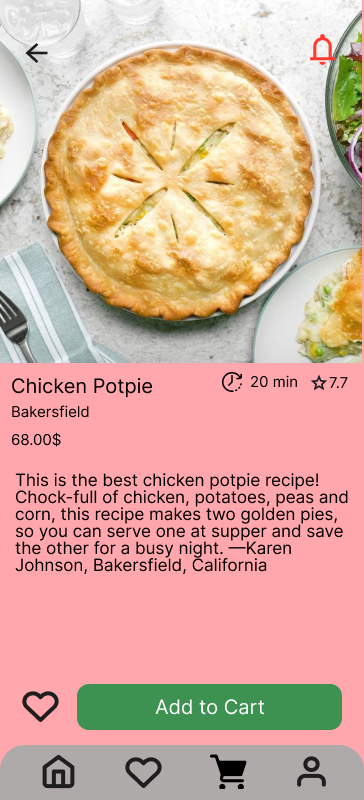 Chicken Potpie
20 min
7.7
Bakersfield
68.00$
This is the best chicken potpie recipe!
Chock-full of chicken, potatoes, peas and
corn, this recipe makes two golden pies,
so you can serve one at supper and save
the other for a busy night. —Karen
Johnson, Bakersfield, California
Add to Cart